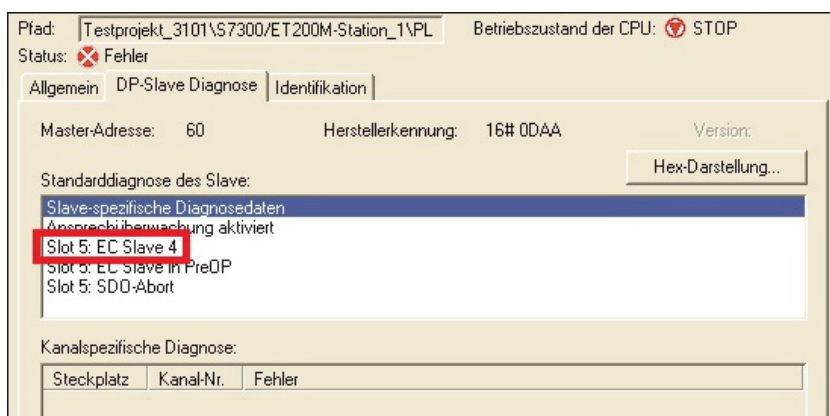 Pfad: Testprojekt_3101\S7300/ET200M-Station_1\PL Betriebszustand der CPU: STOP
Status: Fehler
Allgemein DP-Slave Diagnose Identifikation
Master-Adresse: 60 Herstellerkennung: 16# 0DAA Version:
Hex-Darstellung...
Standarddiagnose des Slave:
Slave-spezifische Diagnosedaten
Ansprechüberwachung aktiviert
Slot 5: EC Slave 4
Slot 5: EC Slave in PreOP
Slot 5: SDO-Abort
Kanalspezifische Diagnose:
Steckplatz Kanal-Nr. Fehler